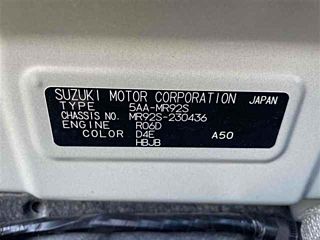 SUZUKI MOTOR CORPORATION JAPAN
TYPE 5AA-MR92S
CHASSIS NO. MR92S-230436
ENGINE R06D
COLOR D4E A50
HBJB